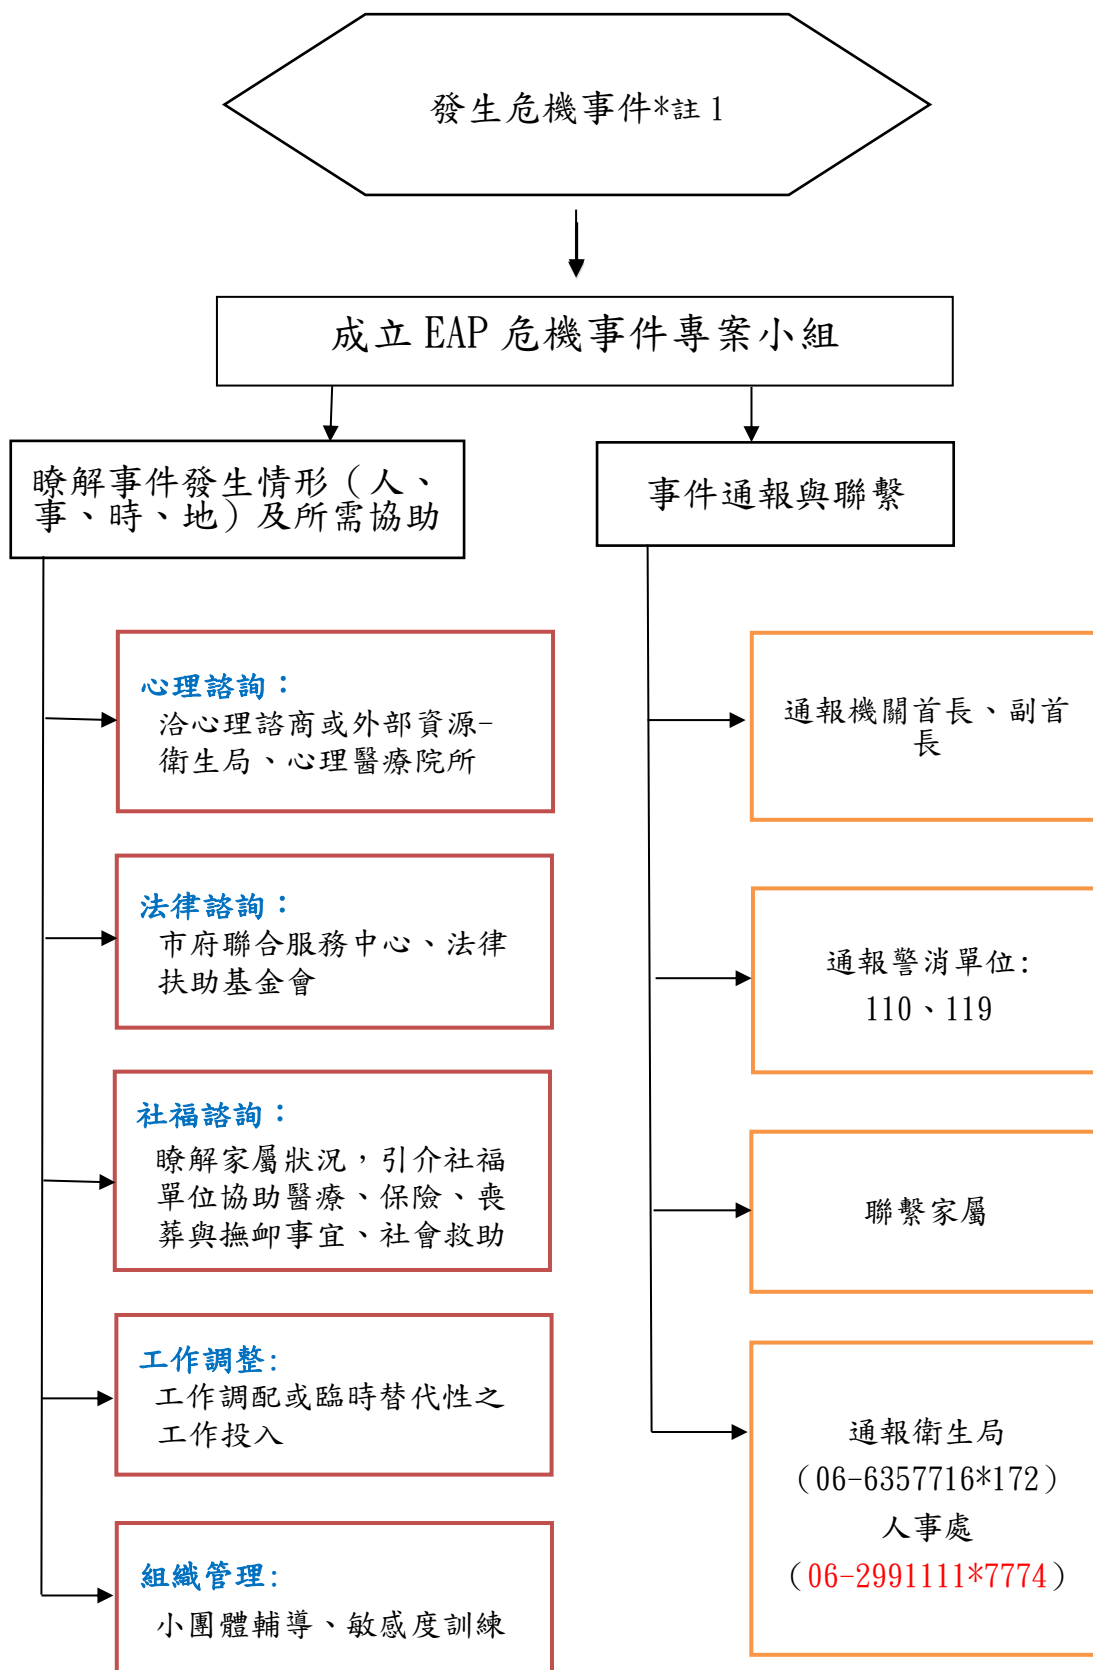 發生危機事件*註 1
成立 EAP 危機事件專案小組
瞭解事件發生情形（人、
事、時、地）及所需協助
心理諮詢：
洽心理諮商或外部資源-
衛生局、心理醫療院所
法律諮詢：
市府聯合服務中心、法律
扶助基金會
社福諮詢：
瞭解家屬狀況，引介社福
單位協助醫療、保險、喪
葬與撫卹事宜、社會救助
工作調整:
工作調配或臨時替代性之
工作投入
組織管理:
小團體輔導、敏感度訓練
事件通報與聯繫
通報機關首長、副首
長
通報警消單位:
110、119
聯繫家屬
通報衛生局
（06-6357716*172）
人事處
（06-2991111*7774）